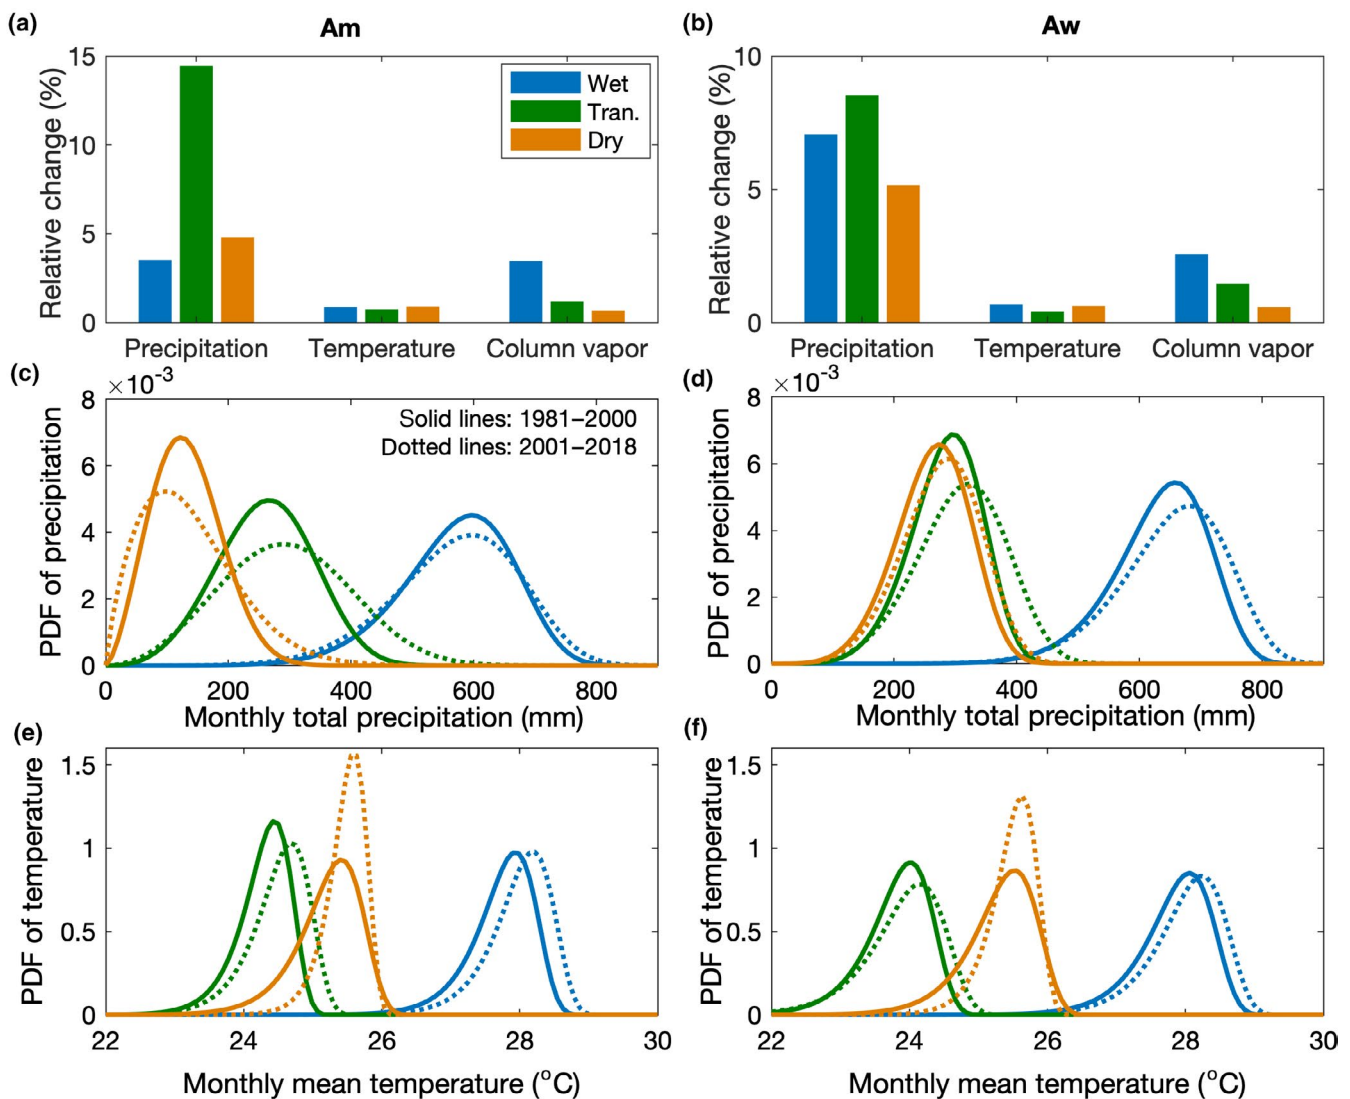 (a)
Am
Relative change (%)
15
10
5
0
Wet
Tran.
Dry
Precipitation
Temperature
Column vapor
(b)
Aw
Relative change (%)
10
5
0
Precipitation
Temperature
Column vapor
(c)
×10⁻³
PDF of precipitation
8
6
4
2
0
Solid lines: 1981–2000
Dotted lines: 2001–2018
0 200 400 600 800
Monthly total precipitation (mm)
(d)
×10⁻³
PDF of precipitation
8
6
4
2
0
0 200 400 600 800
Monthly total precipitation (mm)
(e)
PDF of temperature
1.5
1
0.5
0
22 24 26 28 30
Monthly mean temperature (°C)
(f)
PDF of temperature
1.5
1
0.5
0
22 24 26 28 30
Monthly mean temperature (°C)